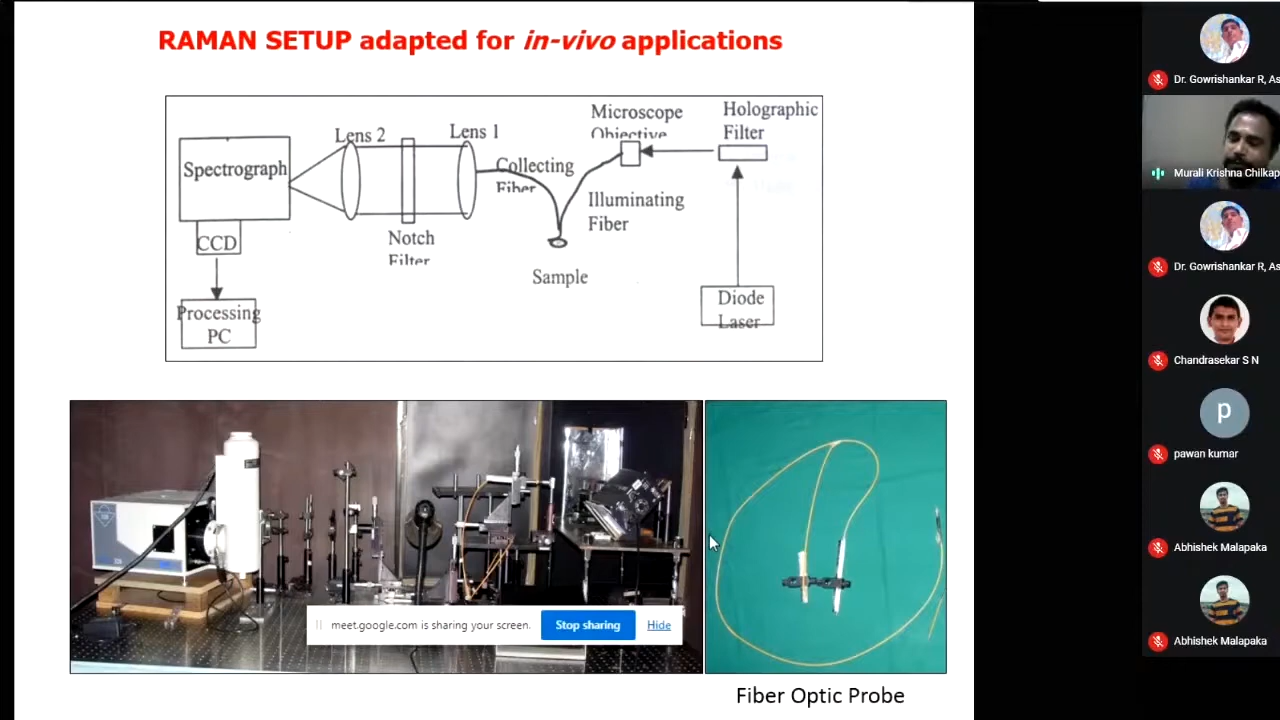 RAMAN SETUP adapted for in-vivo applications
Spectrograph
Lens 2
Lens 1
Collecting
Fiber
Microscope
Objective
Holographic
Filter
Illuminating
Fiber
Notch
Filter
CCD
Sample
Processing
PC
Diode
Laser
meet.google.com is sharing your screen.
Stop sharing
Hide
Fiber Optic Probe
Dr. Gowrishankar R, As
Murali Krishna Chilkap
Dr. Gowrishankar R, As
Chandrasekar S N
p
pawan kumar
Abhishek Malapaka
Abhishek Malapaka